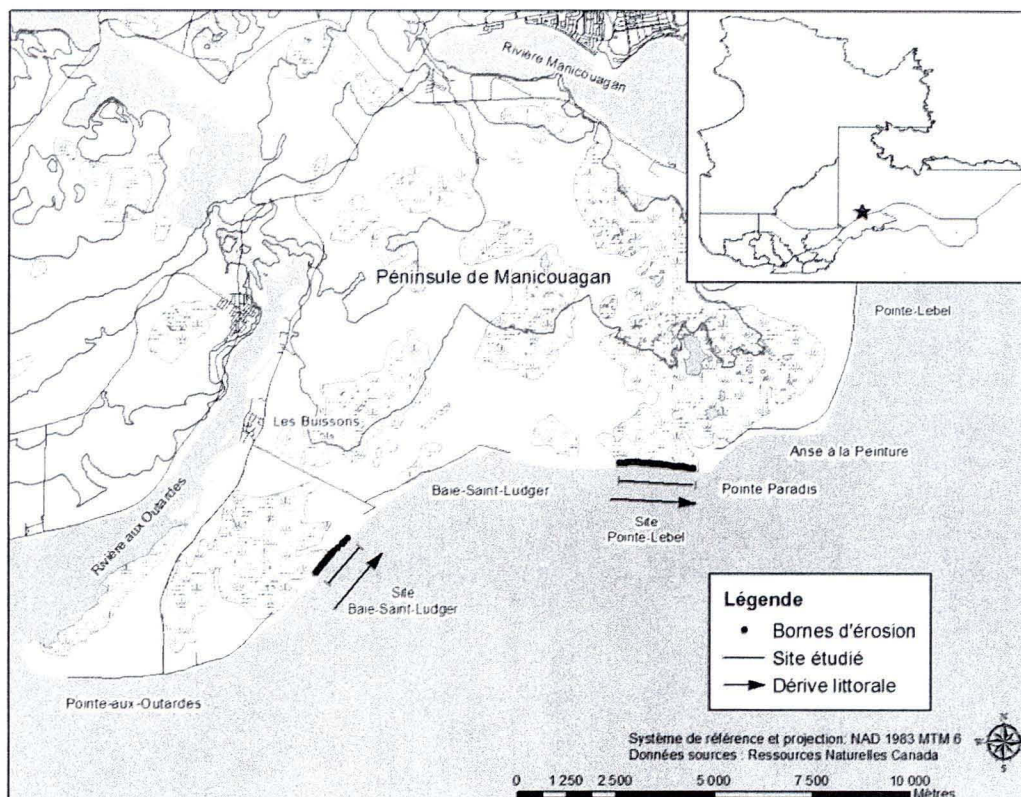 Rivière Manicouagan
Péninsule de Manicouagan
Pointe-Lebel
Les Buissons
Anse à la Peinture
Baie-Saint-Ludger
Pointe Paradis
Rivière aux Outardes
Site
Pointe-Lebel
Site
Baie-Saint-Ludger
Pointe-aux-Outardes
Légende
Bornes d'érosion
Site étudié
Dérive littorale
Système de référence et projection: NAD 1983 MTM 6
Données sources : Ressources Naturelles Canada
0 1 250 2 500 5 000 7 500 10 000
Mètres